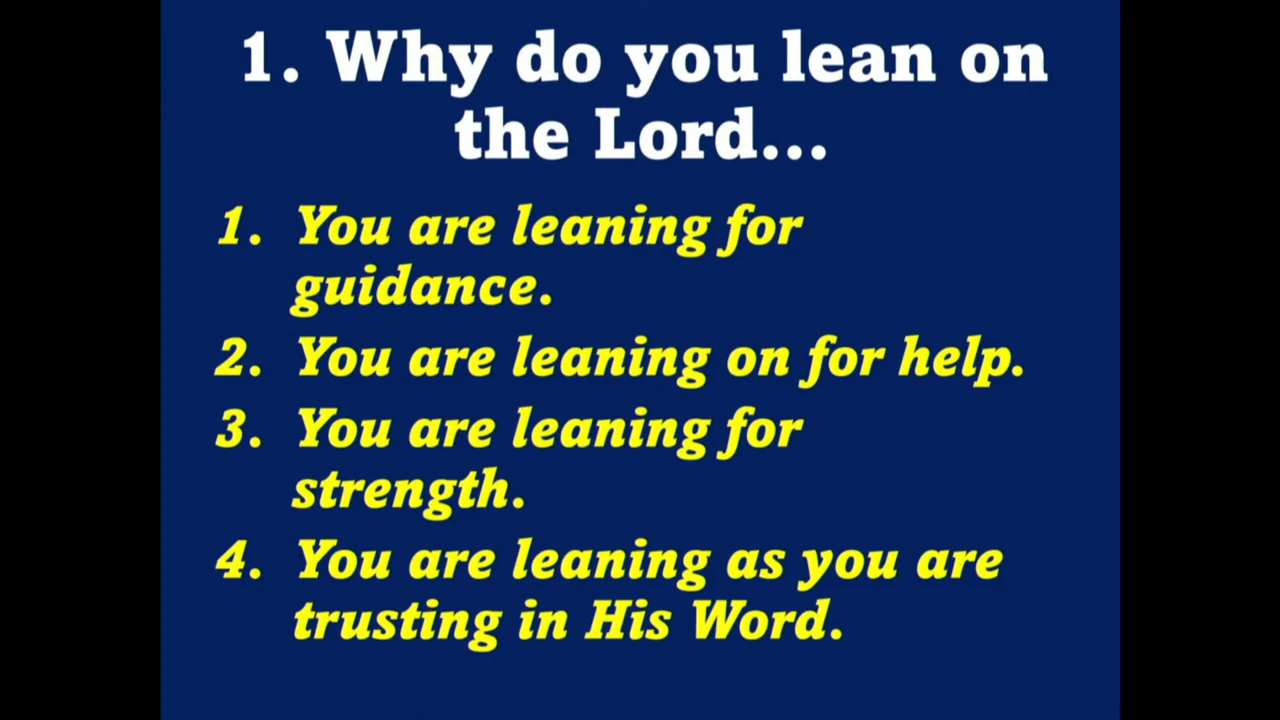 1. Why do you lean on
the Lord...
1. You are leaning for
guidance.
2. You are leaning on for help.
3. You are leaning for
strength.
4. You are leaning as you are
trusting in His Word.